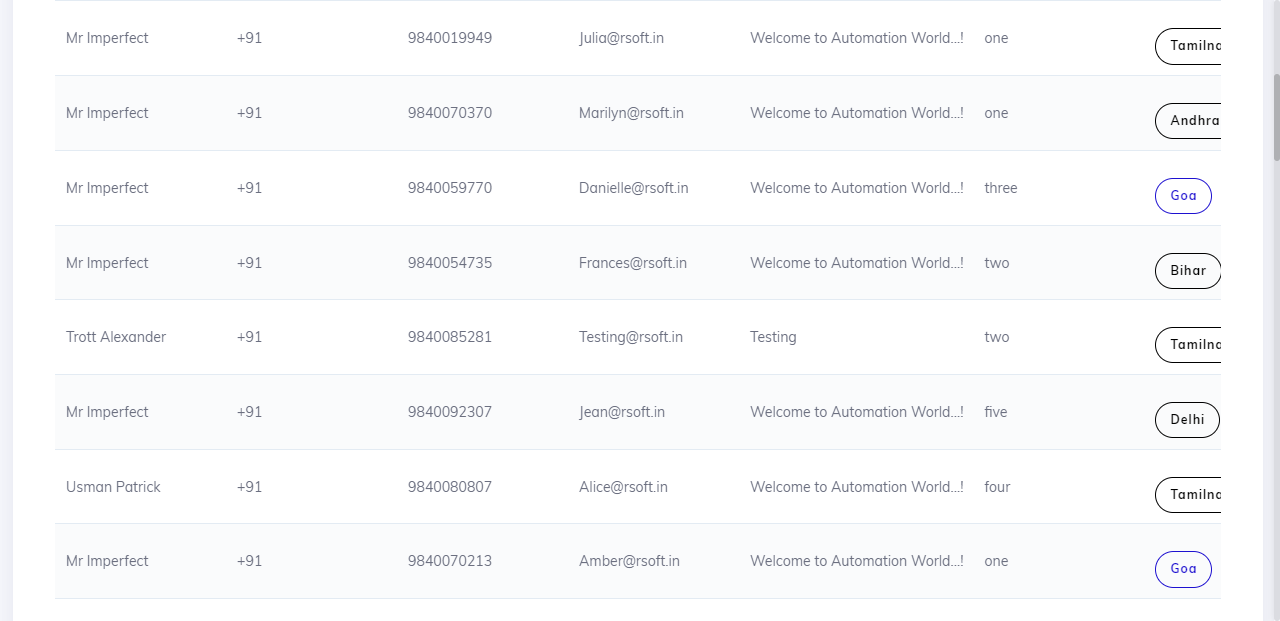 Mr Imperfect +91 9840019949 Julia@rsoft.in Welcome to Automation World...! one Tamilna
Mr Imperfect +91 9840070370 Marilyn@rsoft.in Welcome to Automation World...! one Andhra
Mr Imperfect +91 9840059770 Danielle@rsoft.in Welcome to Automation World...! three Goa
Mr Imperfect +91 9840054735 Frances@rsoft.in Welcome to Automation World...! two Bihar
Trott Alexander +91 9840085281 Testing@rsoft.in Testing two Tamilna
Mr Imperfect +91 9840092307 Jean@rsoft.in Welcome to Automation World...! five Delhi
Usman Patrick +91 9840080807 Alice@rsoft.in Welcome to Automation World...! four Tamilna
Mr Imperfect +91 9840070213 Amber@rsoft.in Welcome to Automation World...! one Goa